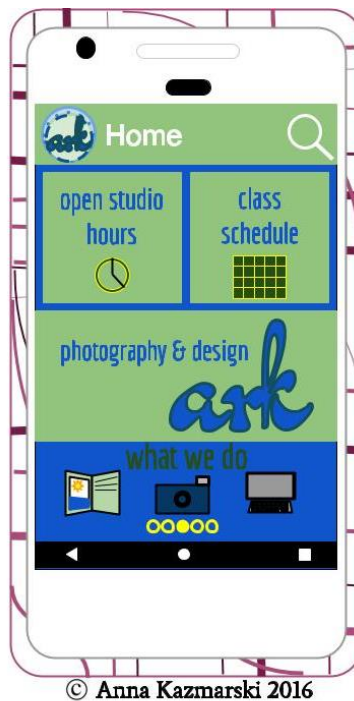 ark
Home
open studio
hours
class
schedule
photography & design
ark
what we do
© Anna Kazmarski 2016